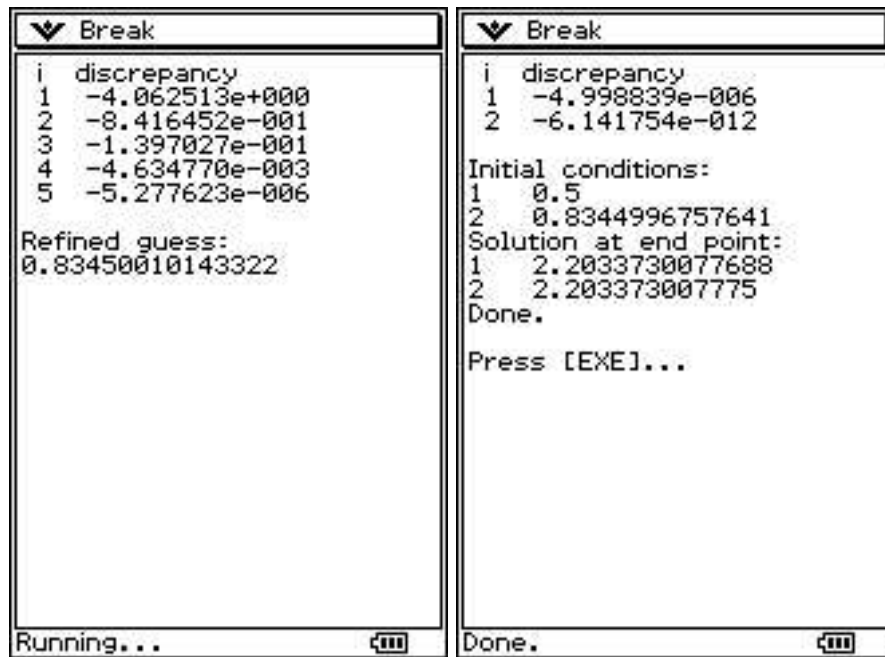 Break
i discrepancy
1 -4.062513e+000
2 -8.416452e-001
3 -1.397027e-001
4 -4.634770e-003
5 -5.277623e-006
Refined guess:
0.83450010143322
Running...
Break
i discrepancy
1 -4.998839e-006
2 -6.141754e-012
Initial conditions:
1 0.5
2 0.8344996757641
Solution at end point:
1 2.2033730077688
2 2.203373007775
Done.
Press [EXE]...
Done.